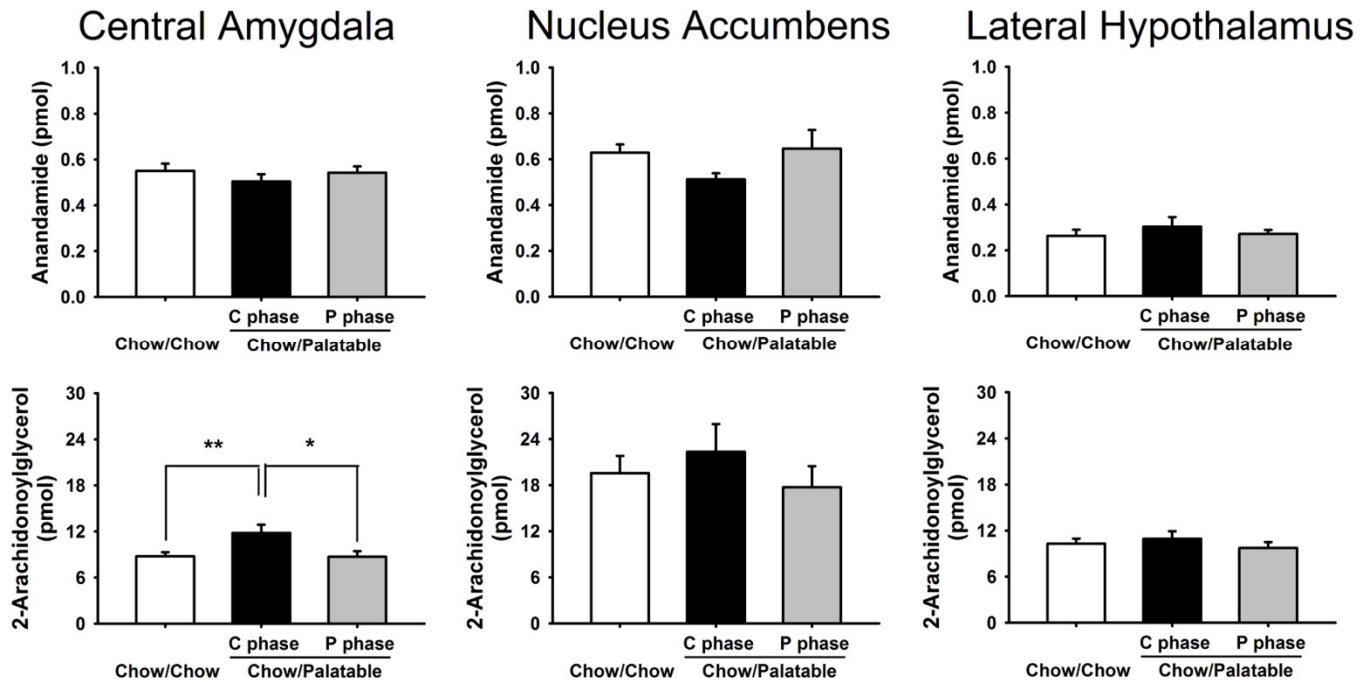 Central Amygdala
Nucleus Accumbens
Lateral Hypothalamus
Anandamide (pmol)
1.0
0.8
0.6
0.4
0.2
0.0
C phase P phase
Chow/Chow Chow/Palatable
Anandamide (pmol)
1.0
0.8
0.6
0.4
0.2
0.0
C phase P phase
Chow/Chow Chow/Palatable
Anandamide (pmol)
1.0
0.8
0.6
0.4
0.2
0.0
C phase P phase
Chow/Chow Chow/Palatable
2-Arachidonoylglycerol
(pmol)
30
24
18
12
6
0
** *
C phase P phase
Chow/Chow Chow/Palatable
2-Arachidonoylglycerol
(pmol)
30
24
18
12
6
0
C phase P phase
Chow/Chow Chow/Palatable
2-Arachidonoylglycerol
(pmol)
30
24
18
12
6
0
C phase P phase
Chow/Chow Chow/Palatable